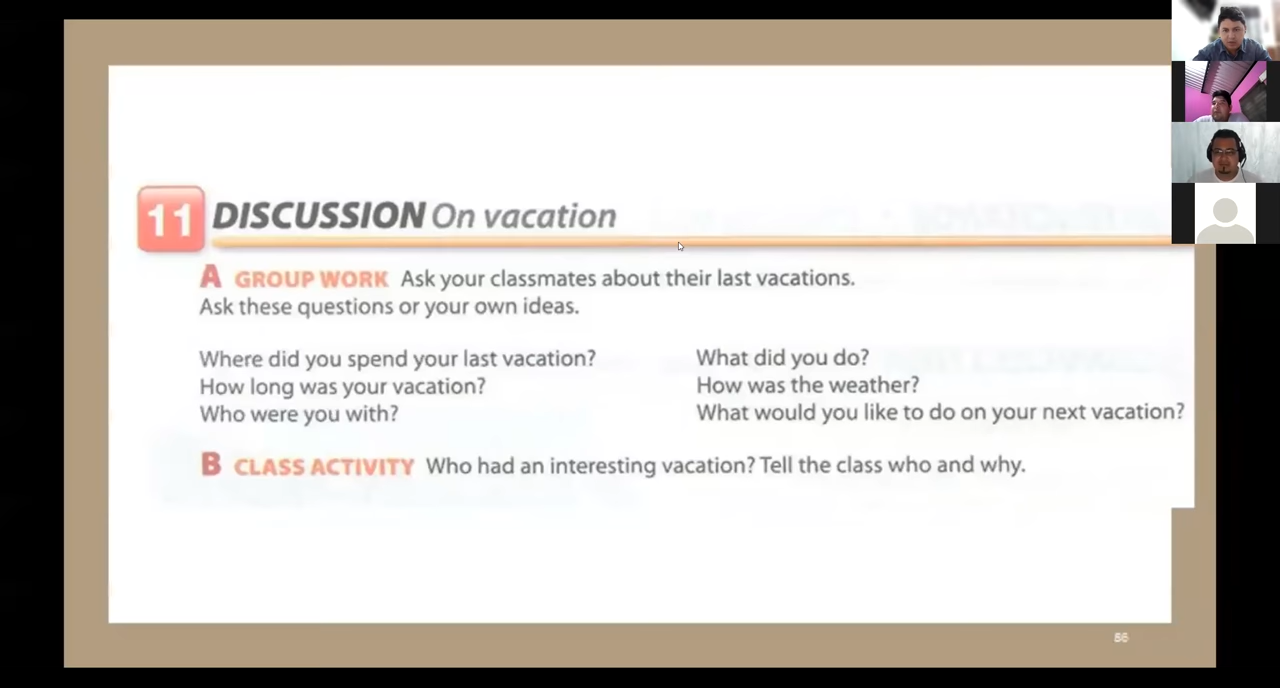 11 DISCUSSION On vacation
A GROUP WORK Ask your classmates about their last vacations.
Ask these questions or your own ideas.
Where did you spend your last vacation?
How long was your vacation?
Who were you with?
What did you do?
How was the weather?
What would you like to do on your next vacation?
B CLASS ACTIVITY Who had an interesting vacation? Tell the class who and why.
56